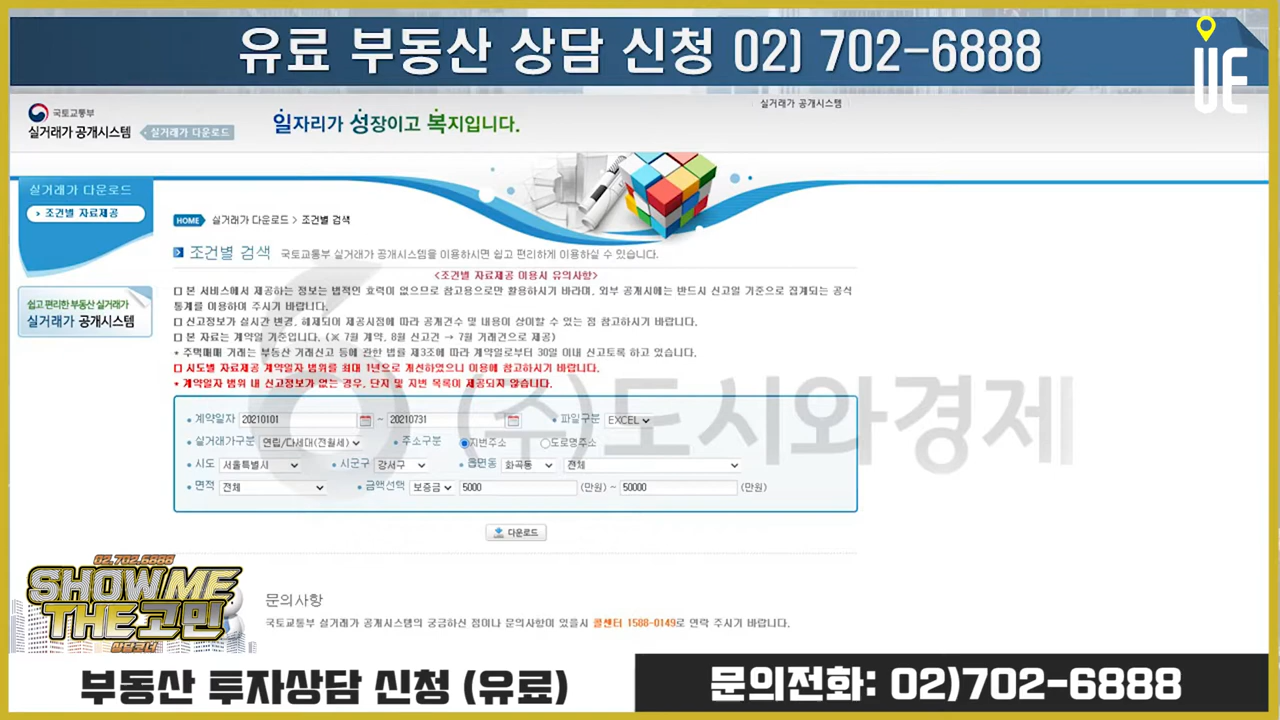 유료 부동산 상담 신청 02) 702-6888
UE
국토교통부
실거래가 공개시스템
실거래가 다운로드
일자리가 성장이고 복지입니다.
실거래가 공개시스템
실거래가 다운로드
› 조건별 자료제공
쉽고 편리한 부동산 실거래가
실거래가 공개시스템
HOME 실거래가 다운로드 > 조건별 검색
조건별 검색 국토교통부 실거래가 공개시스템을 이용하시면 쉽고 편리하게 이용하실 수 있습니다.
<조건별 자료제공 이용시 유의사항>
□ 본 서비스에서 제공하는 정보는 법적인 효력이 없으므로 참고용으로만 활용하시기 바라며, 외부 공개시에는 반드시 신고일 기준으로 집계되는 공식
통계를 이용하여 주시기 바랍니다.
□ 신고정보가 실시간 변경, 해제되어 제공시점에 따라 공개건수 및 내용이 상이할 수 있는 점 참고하시기 바랍니다.
□ 본 자료는 계약일 기준입니다. (※ 7월 계약, 8월 신고건 → 7월 거래건으로 제공)
* 주택매매 거래는 부동산 거래신고 등에 관한 법률 제3조에 따라 계약일로부터 30일 이내 신고토록 하고 있습니다.
□ 시도별 자료제공 계약일자 범위를 최대 1년으로 개선하였으니 이용에 참고하시기 바랍니다.
* 계약일자 범위 내 신고정보가 없는 경우, 단지 및 지번 목록이 제공되지 않습니다.
(수)도시와경제
계약일자 20210101 ~ 20210731 파일구분 EXCEL
실거래가구분 연립/다세대(전월세) 주소구분 지번주소 도로명주소
시도 서울특별시 시군구 강서구 읍면동 화곡동 전체
면적 전체 금액선택 보증금 5000 (만원) ~ 50000 (만원)
다운로드
문의사항
국토교통부 실거래가 공개시스템의 궁금하신 점이나 문의사항이 있을시 콜센터 1588-0149로 연락 주시기 바랍니다.
02.702.6888
SHOW ME
THE고민
상담코너
부동산 투자상담 신청 (유료)
문의전화: 02)702-6888